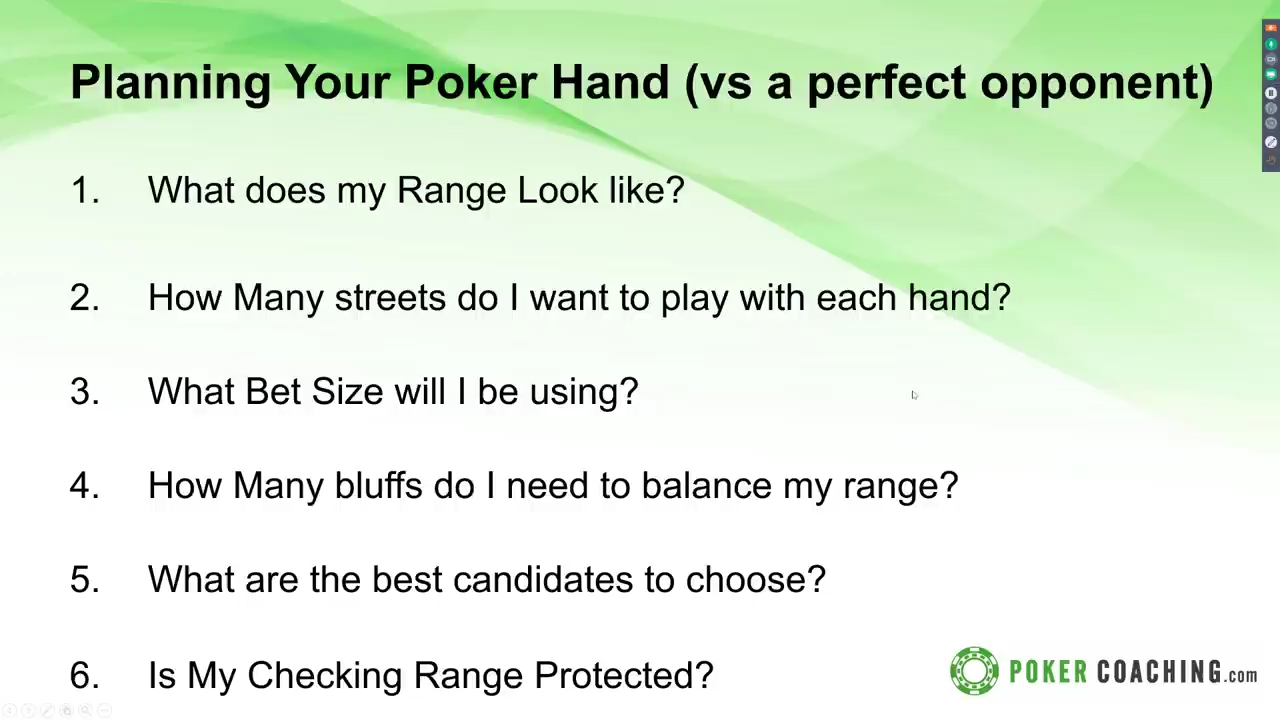 Planning Your Poker Hand (vs a perfect opponent)
1. What does my Range Look like?
2. How Many streets do I want to play with each hand?
3. What Bet Size will I be using?
4. How Many bluffs do I need to balance my range?
5. What are the best candidates to choose?
6. Is My Checking Range Protected?
POKER COACHING.com